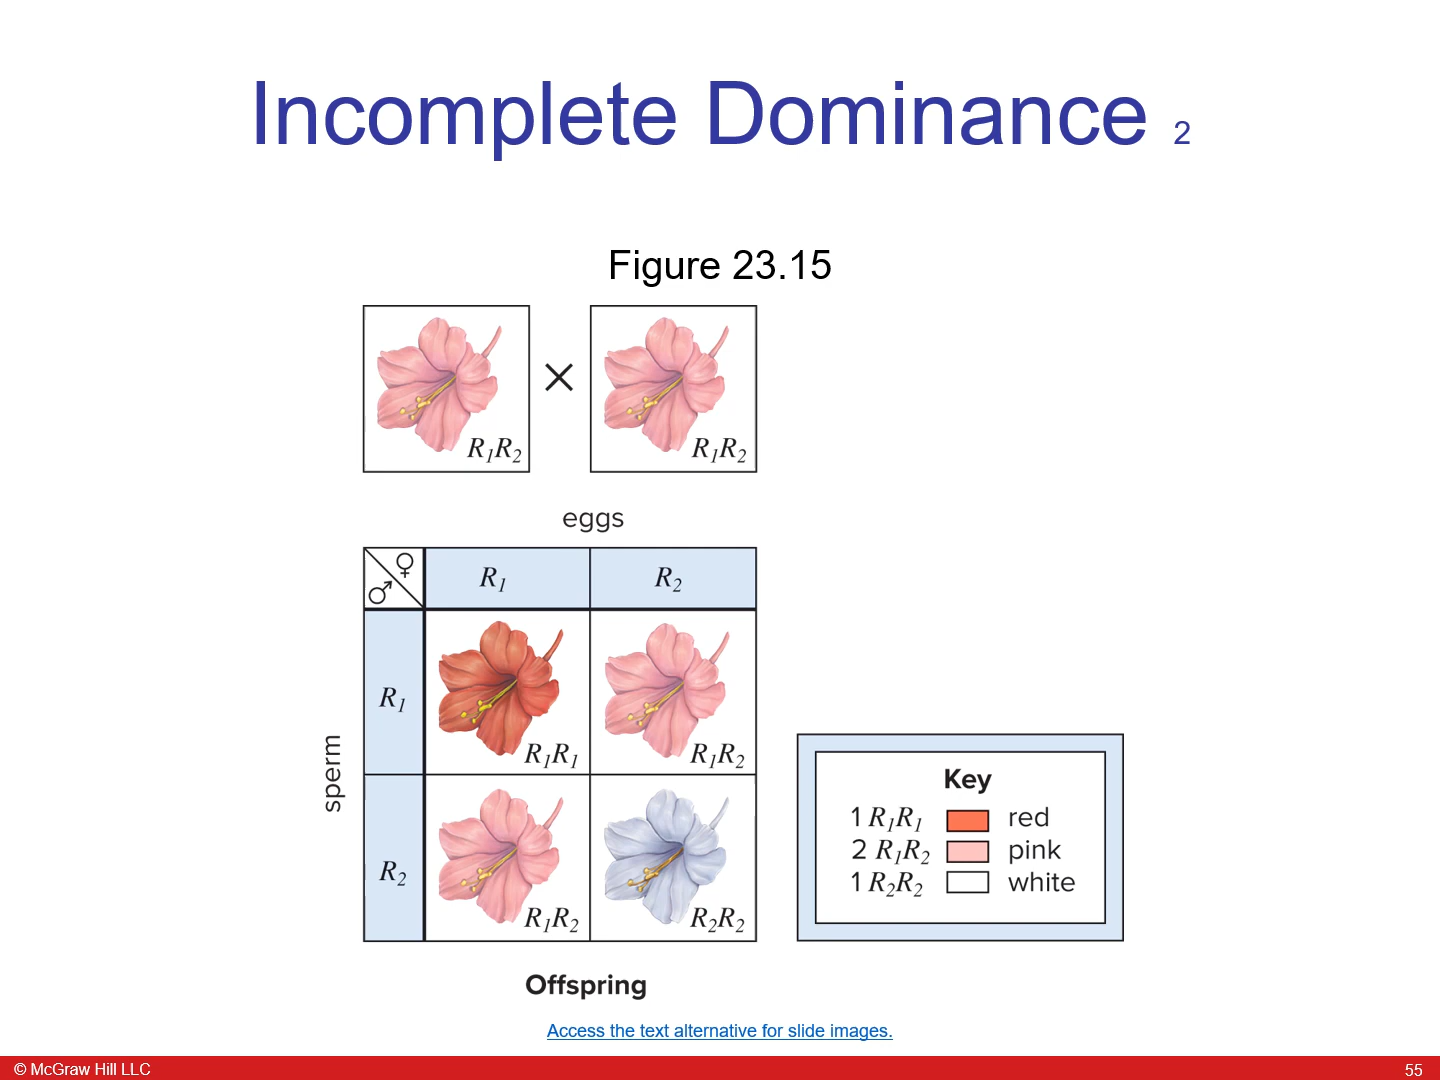 Incomplete Dominance 2
Figure 23.15
R1R2
×
R1R2
eggs
♀
♂
R1
R2
sperm
R1
R1R1
R1R2
R2
R1R2
R2R2
Key
1 R1R1 red
2 R1R2 pink
1 R2R2 white
Offspring
Access the text alternative for slide images.
© McGraw Hill LLC
55